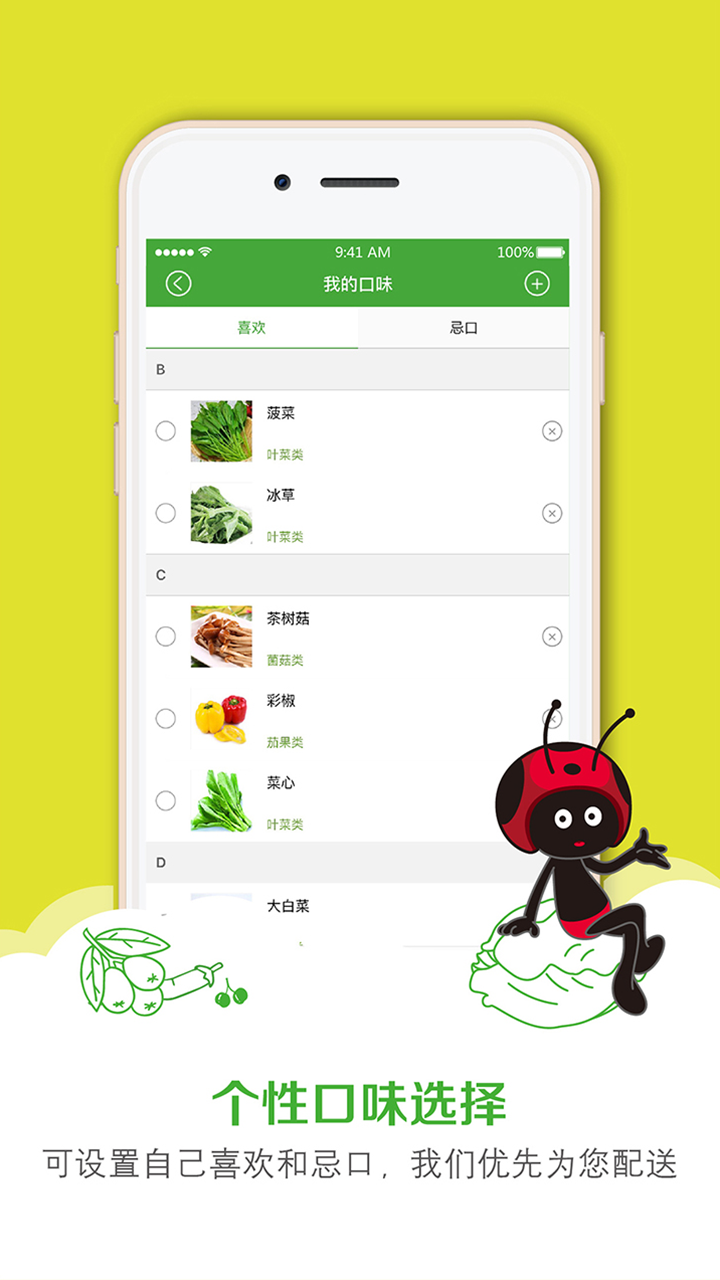 9:41 AM 100%
我的口味
喜欢 忌口
B
菠菜
叶菜类
冰草
叶菜类
C
茶树菇
菌菇类
彩椒
茄果类
菜心
叶菜类
D
大白菜
个性口味选择
可设置自己喜欢和忌口，我们优先为您配送